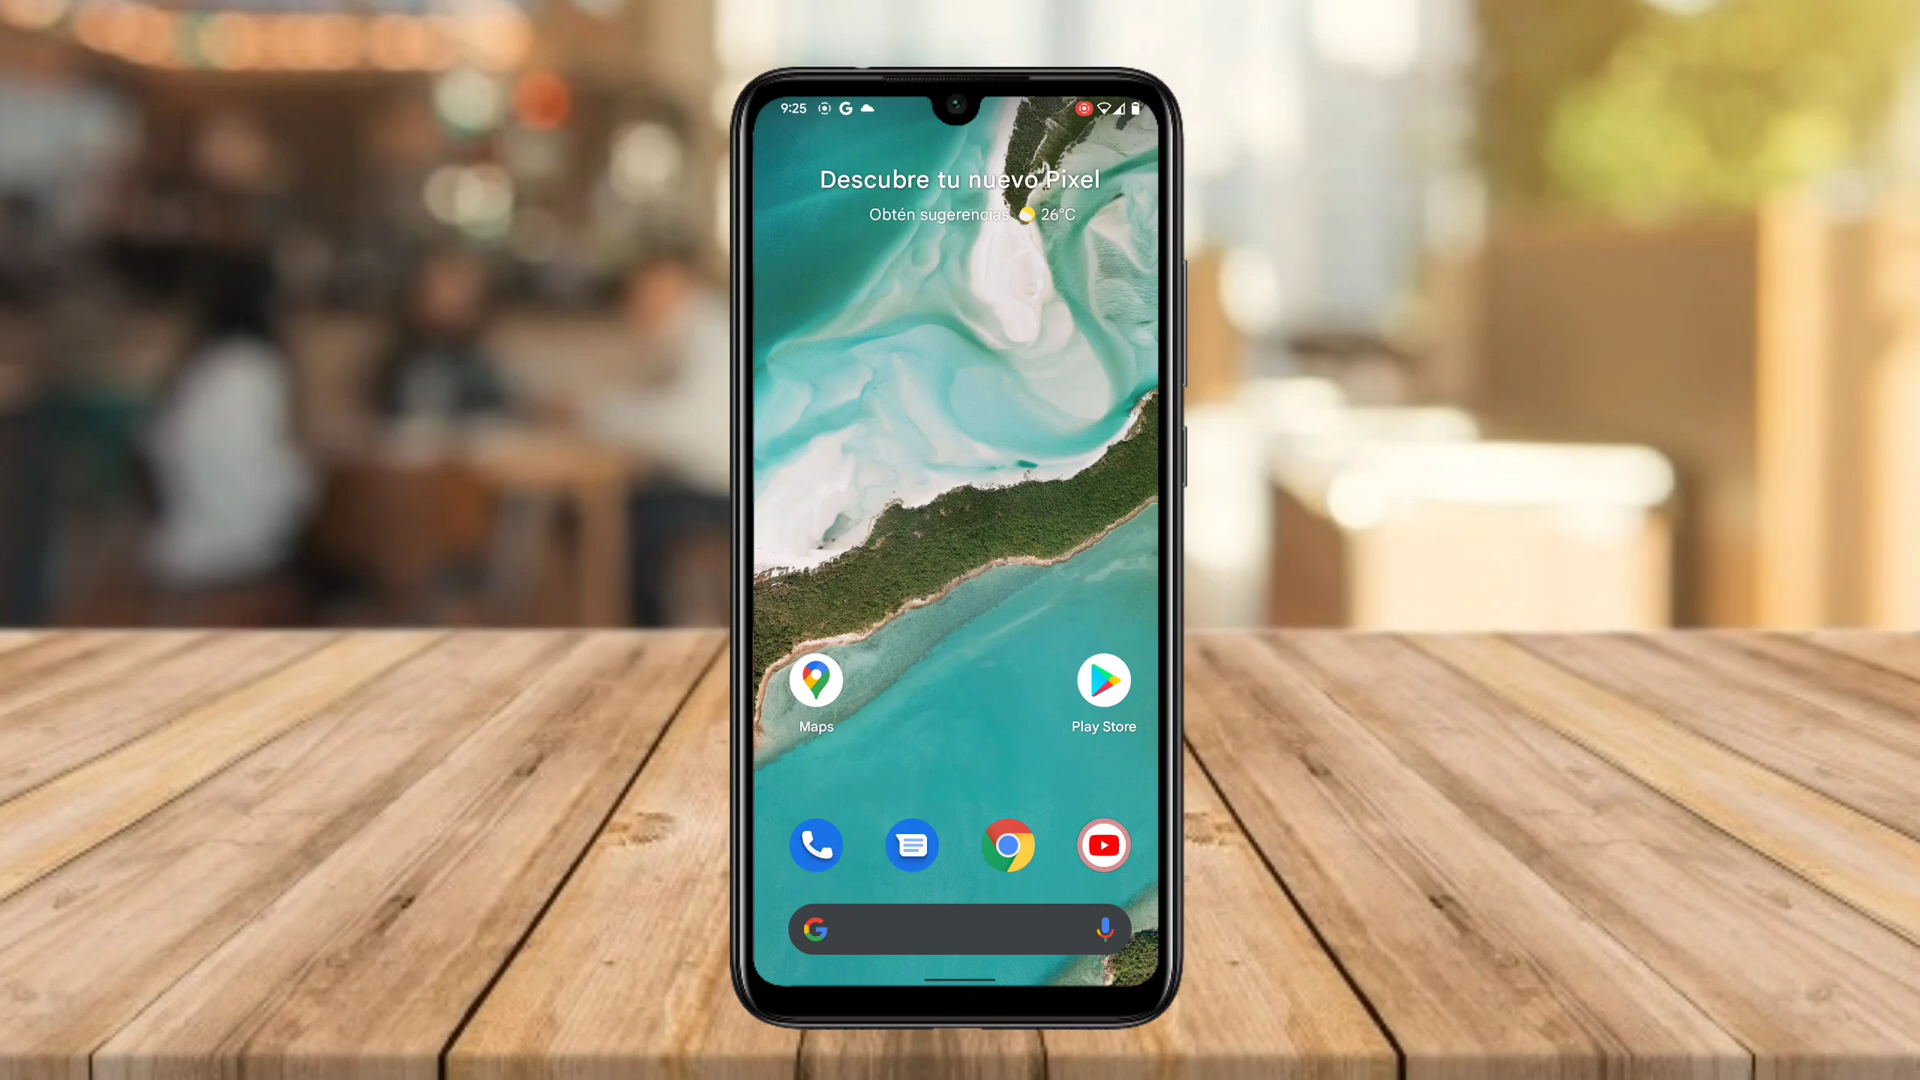 9:25
Descubre tu nuevo Pixel
Obtén sugerencias 26°C
Maps
Play Store